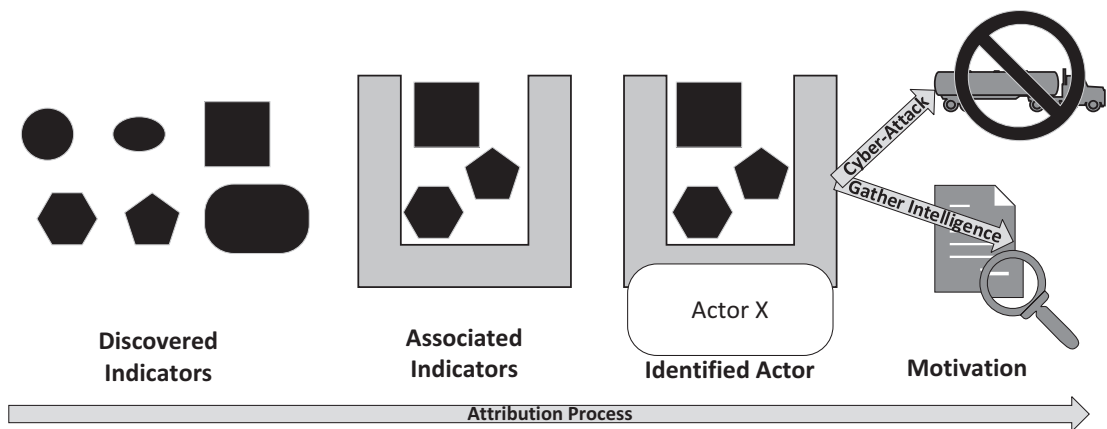 Cyber-Attack
Gather Intelligence
Actor X
Discovered
Indicators
Associated
Indicators
Identified Actor
Motivation
Attribution Process